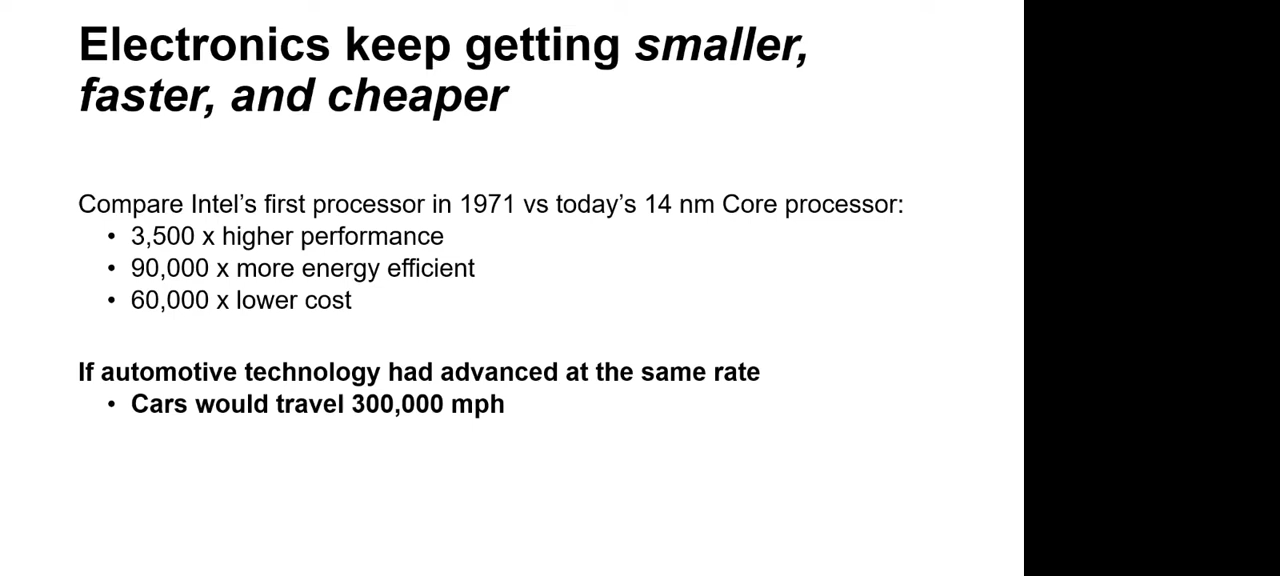 Electronics keep getting smaller,
faster, and cheaper
Compare Intel’s first processor in 1971 vs today’s 14 nm Core processor:
• 3,500 x higher performance
• 90,000 x more energy efficient
• 60,000 x lower cost
If automotive technology had advanced at the same rate
• Cars would travel 300,000 mph